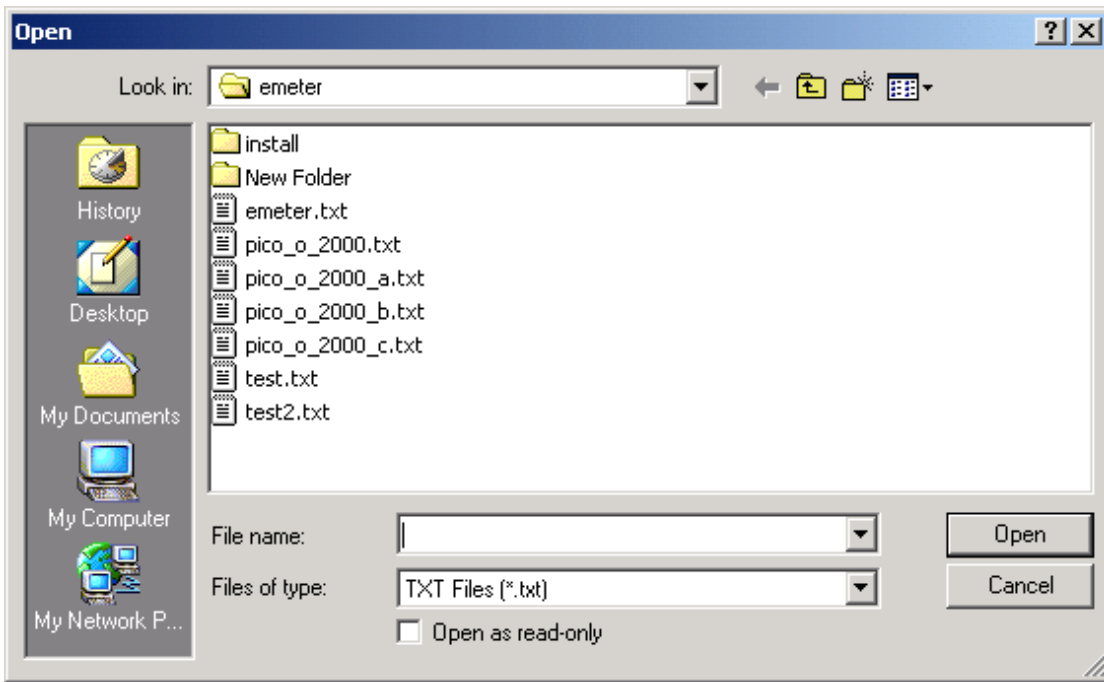 Open
Look in: emeter
History
Desktop
My Documents
My Computer
My Network P...
install
New Folder
emeter.txt
pico_o_2000.txt
pico_o_2000_a.txt
pico_o_2000_b.txt
pico_o_2000_c.txt
test.txt
test2.txt
File name:
Open
Files of type: TXT Files (*.txt)
Cancel
Open as read-only